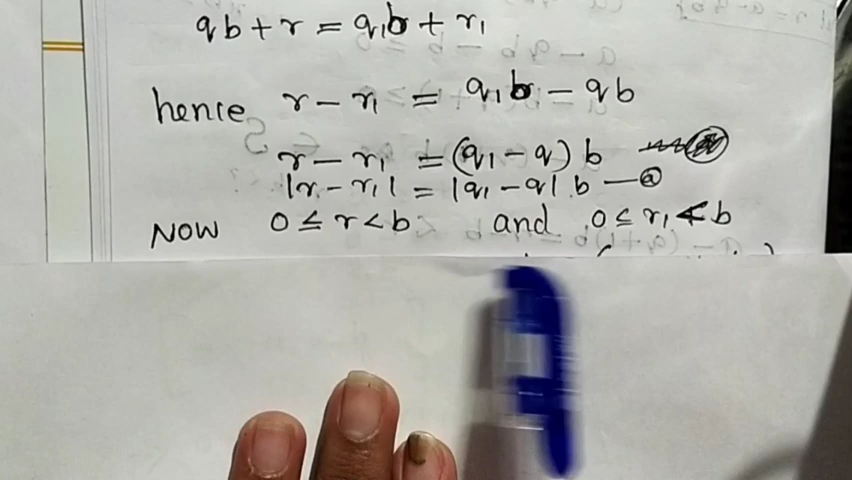 qb + r = q₁b + r₁
hence r - r₁ = q₁b - qb
r - r₁ = (q₁ - q) b
|r - r₁| = |q₁ - q| b — ⓐ
NOW 0 ≤ r < b and 0 ≤ r₁ < b